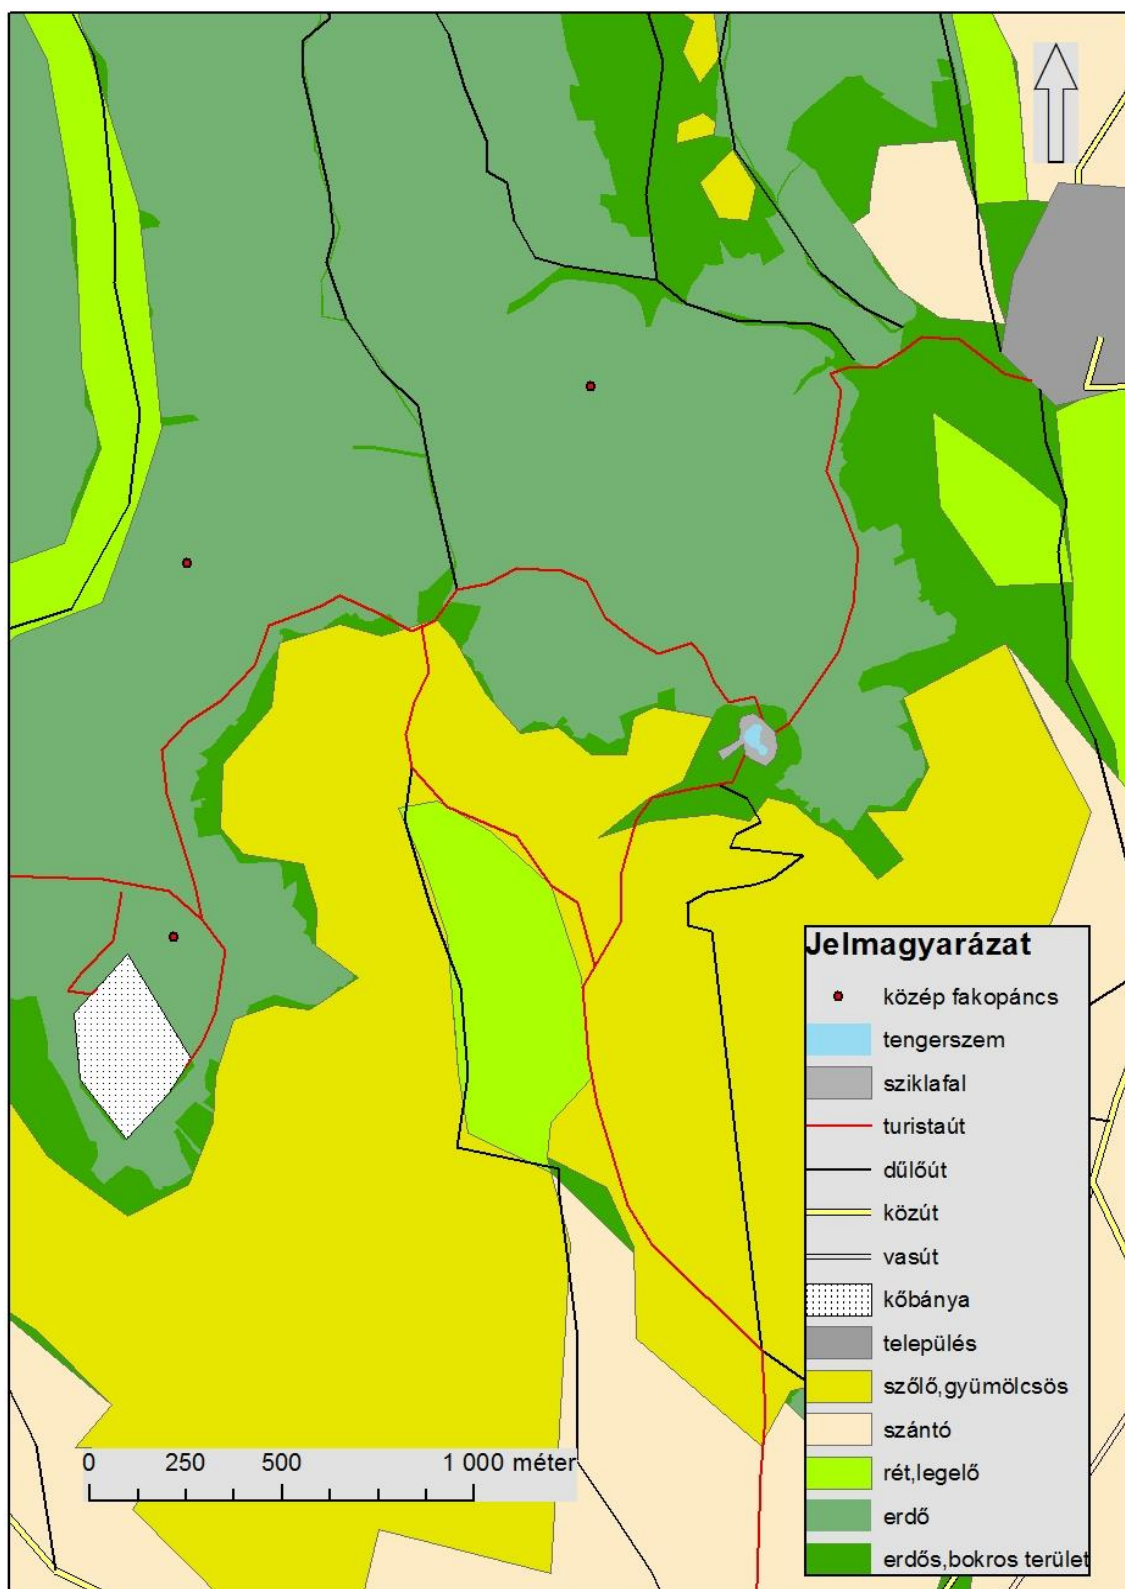 Jelmagyarázat
közép fakopáncs
tengerszem
sziklafal
turistaút
dűlőút
közút
vasút
kőbánya
település
szőlő,gyümölcsös
szántó
rét,legelő
erdő
erdős,bokros terület
0 250 500 1 000 méter